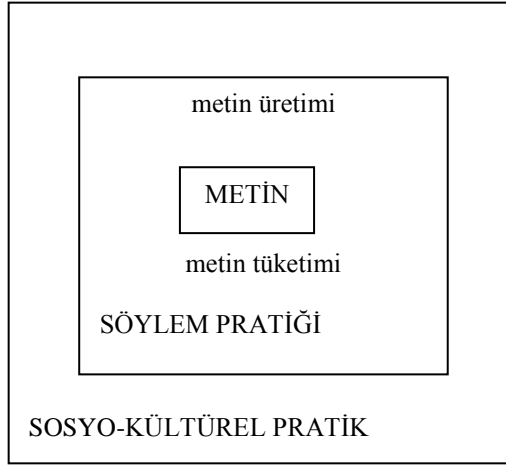 metin üretimi
METİN
metin tüketimi
SÖYLEM PRATİĞİ
SOSYO-KÜLTÜREL PRATİK